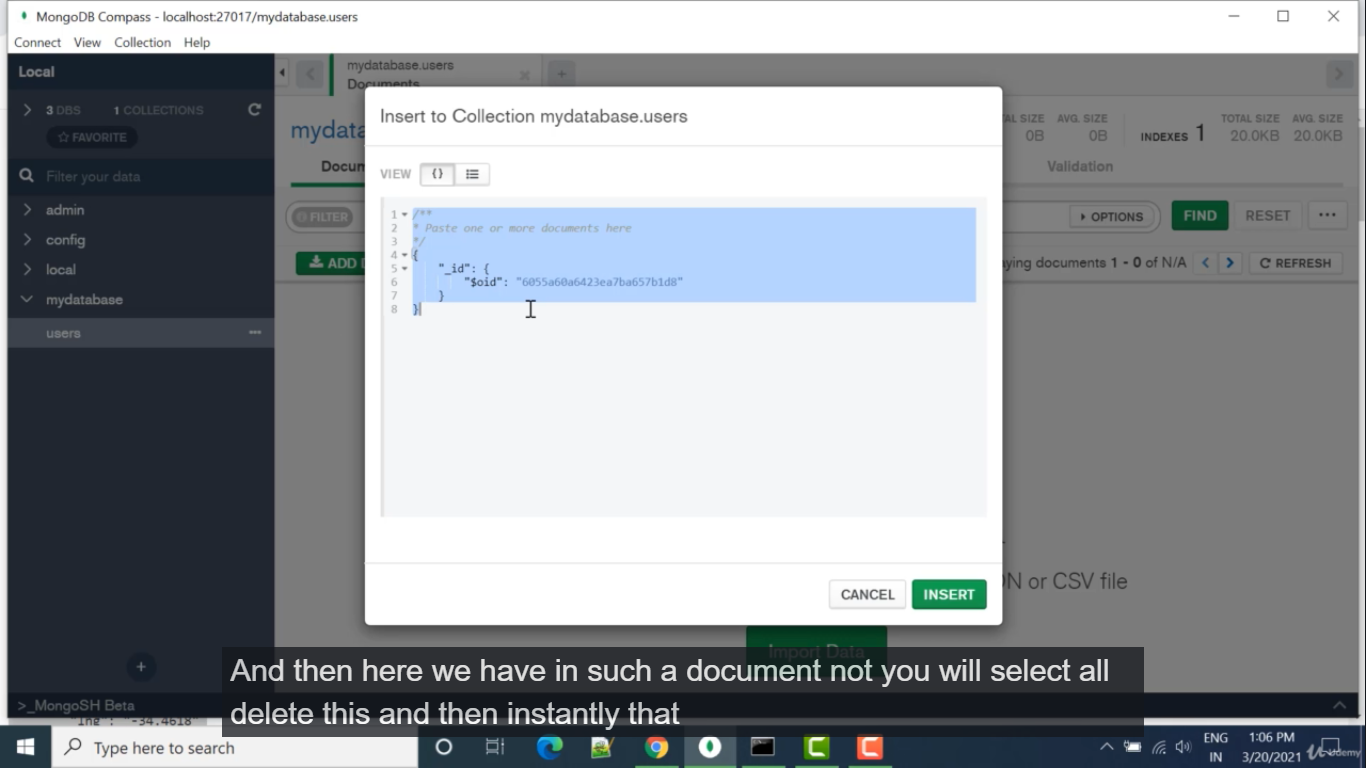 MongoDB Compass - localhost:27017/mydatabase.users
Connect View Collection Help
Local
mydatabase.users
Documents
3 DBS 1 COLLECTIONS
FAVORITE
Filter your data
admin
config
local
mydatabase
users
mydata
Docum
AL SIZE AVG. SIZE
0B 0B
INDEXES 1
TOTAL SIZE AVG. SIZE
20.0KB 20.0KB
Validation
FILTER
OPTIONS
FIND
RESET
ADD D
ying documents 1 - 0 of N/A
REFRESH
Insert to Collection mydatabase.users
VIEW {}
1 /**
2 * Paste one or more documents here
3 */
4 {
5 "_id": {
6 "$oid": "6055a60a6423ea7ba657b1d8"
7 }
8 }
ON or CSV file
CANCEL INSERT
Import Data
And then here we have in such a document not you will select all
delete this and then instantly that
>_MongoSH Beta
"lng": "-34.4618"
Type here to search
ENG
IN
1:06 PM
3/20/2021
Udemy